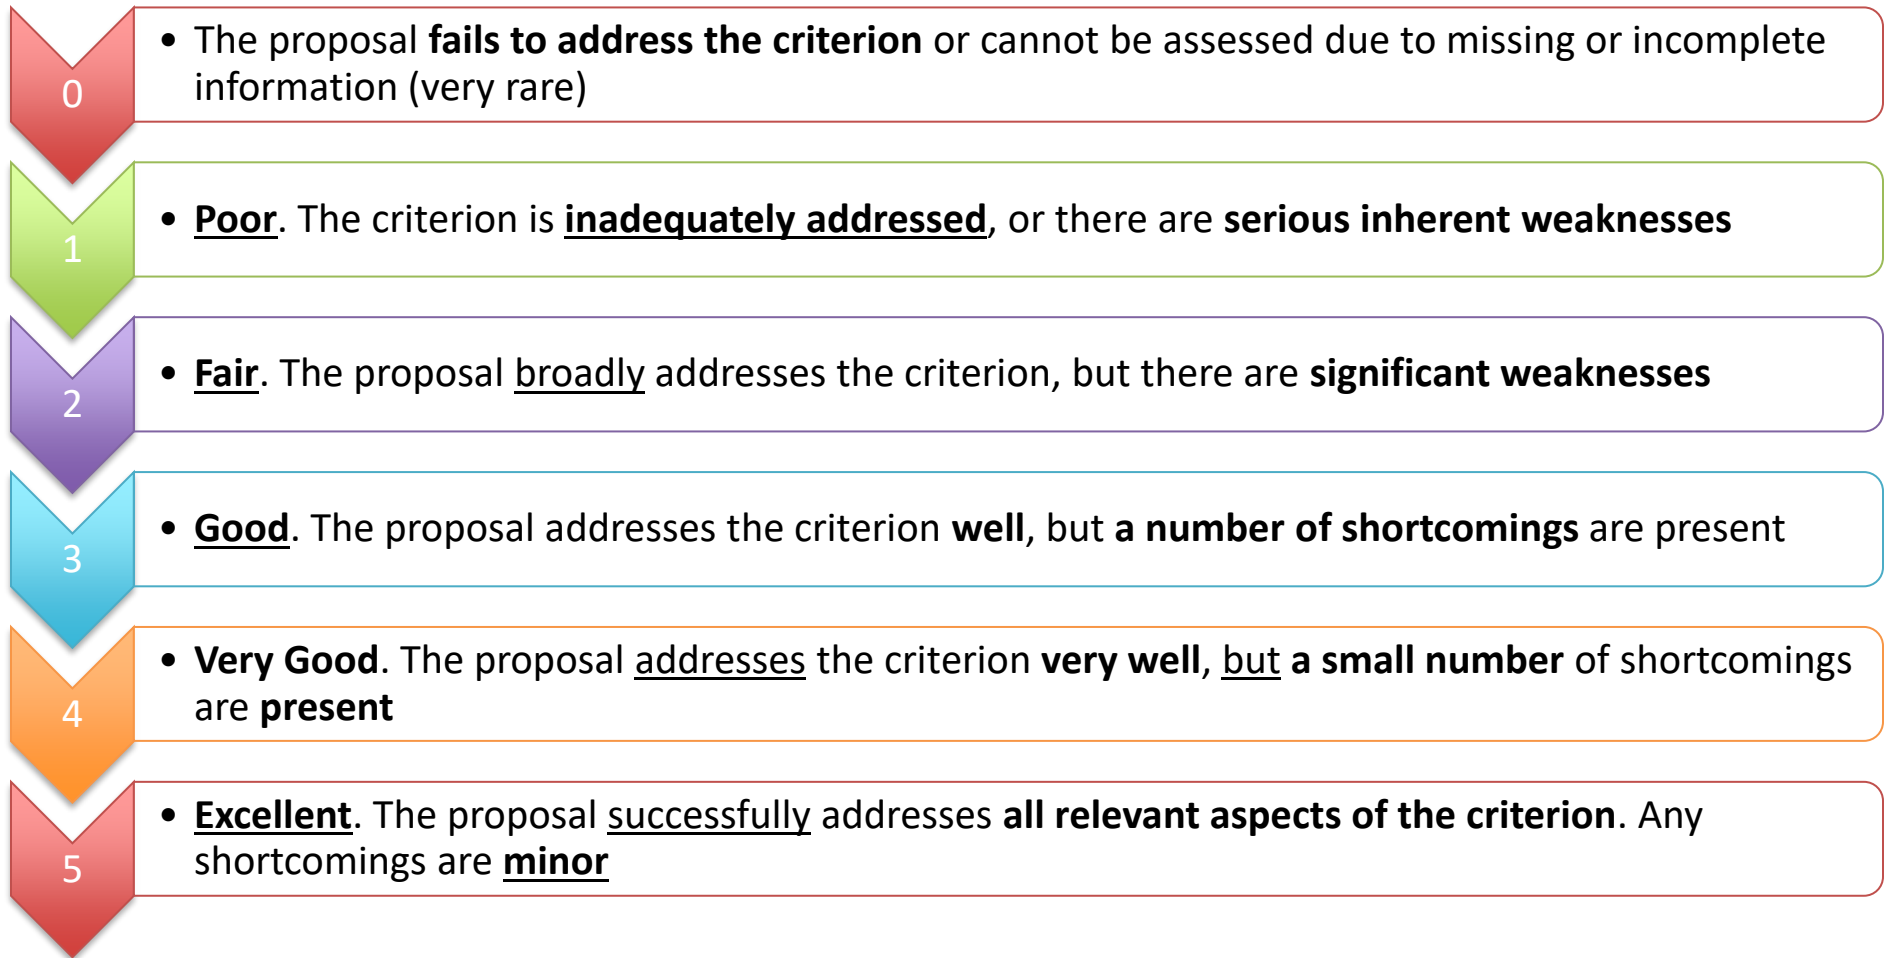 0
• The proposal fails to address the criterion or cannot be assessed due to missing or incomplete
information (very rare)
1
• Poor. The criterion is inadequately addressed, or there are serious inherent weaknesses
2
• Fair. The proposal broadly addresses the criterion, but there are significant weaknesses
3
• Good. The proposal addresses the criterion well, but a number of shortcomings are present
4
• Very Good. The proposal addresses the criterion very well, but a small number of shortcomings
are present
5
• Excellent. The proposal successfully addresses all relevant aspects of the criterion. Any
shortcomings are minor